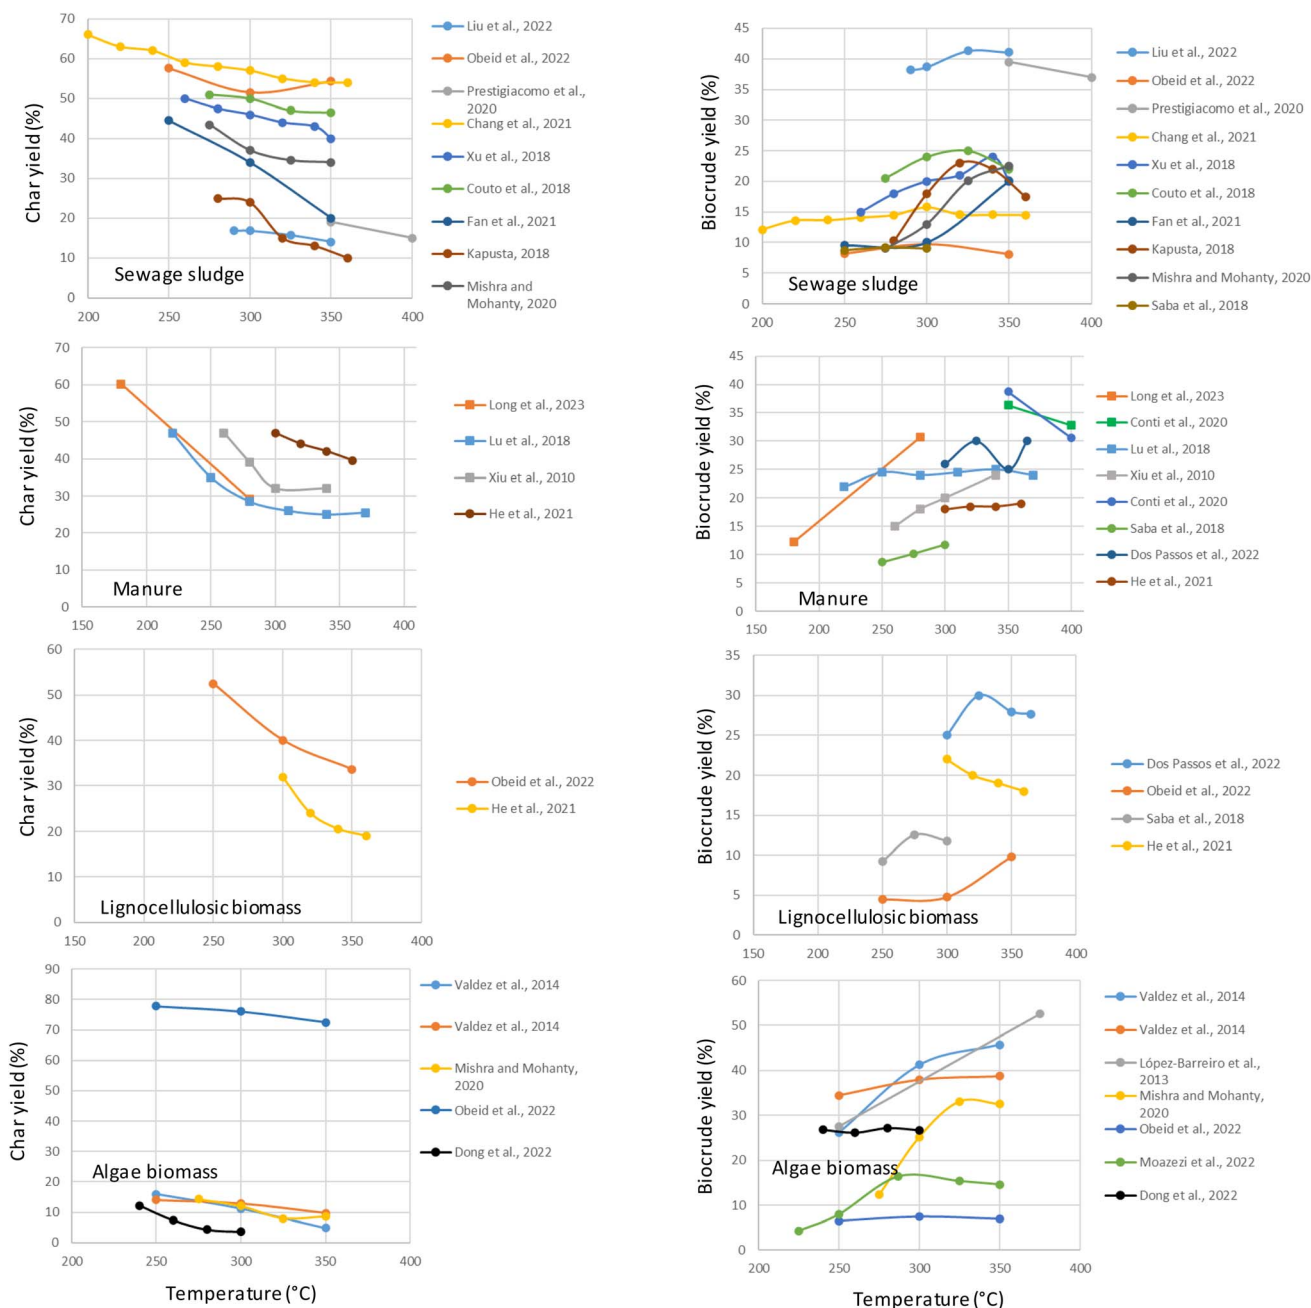 Char yield (%)
70
60
50
40
30
20
10
0
200
250
300
350
400
Sewage sludge
Liu et al., 2022
Obeid et al., 2022
Prestigiacomo et al.,
2020
Chang et al., 2021
Xu et al., 2018
Couto et al., 2018
Fan et al., 2021
Kapusta, 2018
Mishra and
Mohanty, 2020
Biocrude yield (%)
45
40
35
30
25
20
15
10
5
0
200
250
300
350
400
Sewage sludge
Liu et al., 2022
Obeid et al., 2022
Prestigiacomo et al., 2020
Chang et al., 2021
Xu et al., 2018
Couto et al., 2018
Fan et al., 2021
Kapusta, 2018
Mishra and Mohanty, 2020
Saba et al., 2018
Char yield (%)
70
60
50
40
30
20
10
0
150
200
250
300
350
400
Manure
Long et al., 2023
Lu et al., 2018
Xiu et al., 2010
He et al., 2021
Biocrude yield (%)
45
40
35
30
25
20
15
10
5
0
150
200
250
300
350
400
Manure
Long et al., 2023
Conti et al., 2020
Lu et al., 2018
Xiu et al., 2010
Conti et al., 2020
Saba et al., 2018
Dos Passos et al., 2022
He et al., 2021
Char yield (%)
60
50
40
30
20
10
0
150
200
250
300
350
400
Lignocellulosic biomass
Obeid et al., 2022
He et al., 2021
Biocrude yield (%)
35
30
25
20
15
10
5
0
150
200
250
300
350
400
Lignocellulosic biomass
Dos Passos et al., 2022
Obeid et al., 2022
Saba et al., 2018
He et al., 2021
Char yield (%)
90
80
70
60
50
40
30
20
10
0
200
250
300
350
400
Algae biomass
Temperature (°C)
Valdez et al., 2014
Valdez et al., 2014
Mishra and Mohanty,
2020
Obeid et al., 2022
Dong et al., 2022
Biocrude yield (%)
60
50
40
30
20
10
0
200
250
300
350
400
Algae biomass
Temperature (°C)
Valdez et al., 2014
Valdez et al., 2014
López-Barreiro et al.,
2013
Mishra and Mohanty,
2020
Obeid et al., 2022
Moazezi et al., 2022
Dong et al., 2022